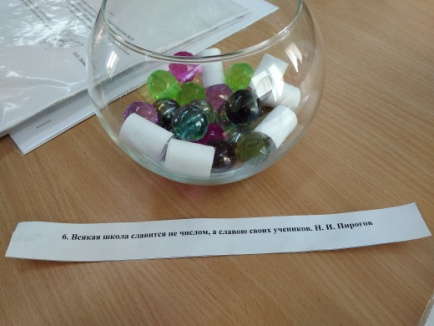 6. Всякая школа славится не числом, а славою своих учеников. Н. И. Пирогов